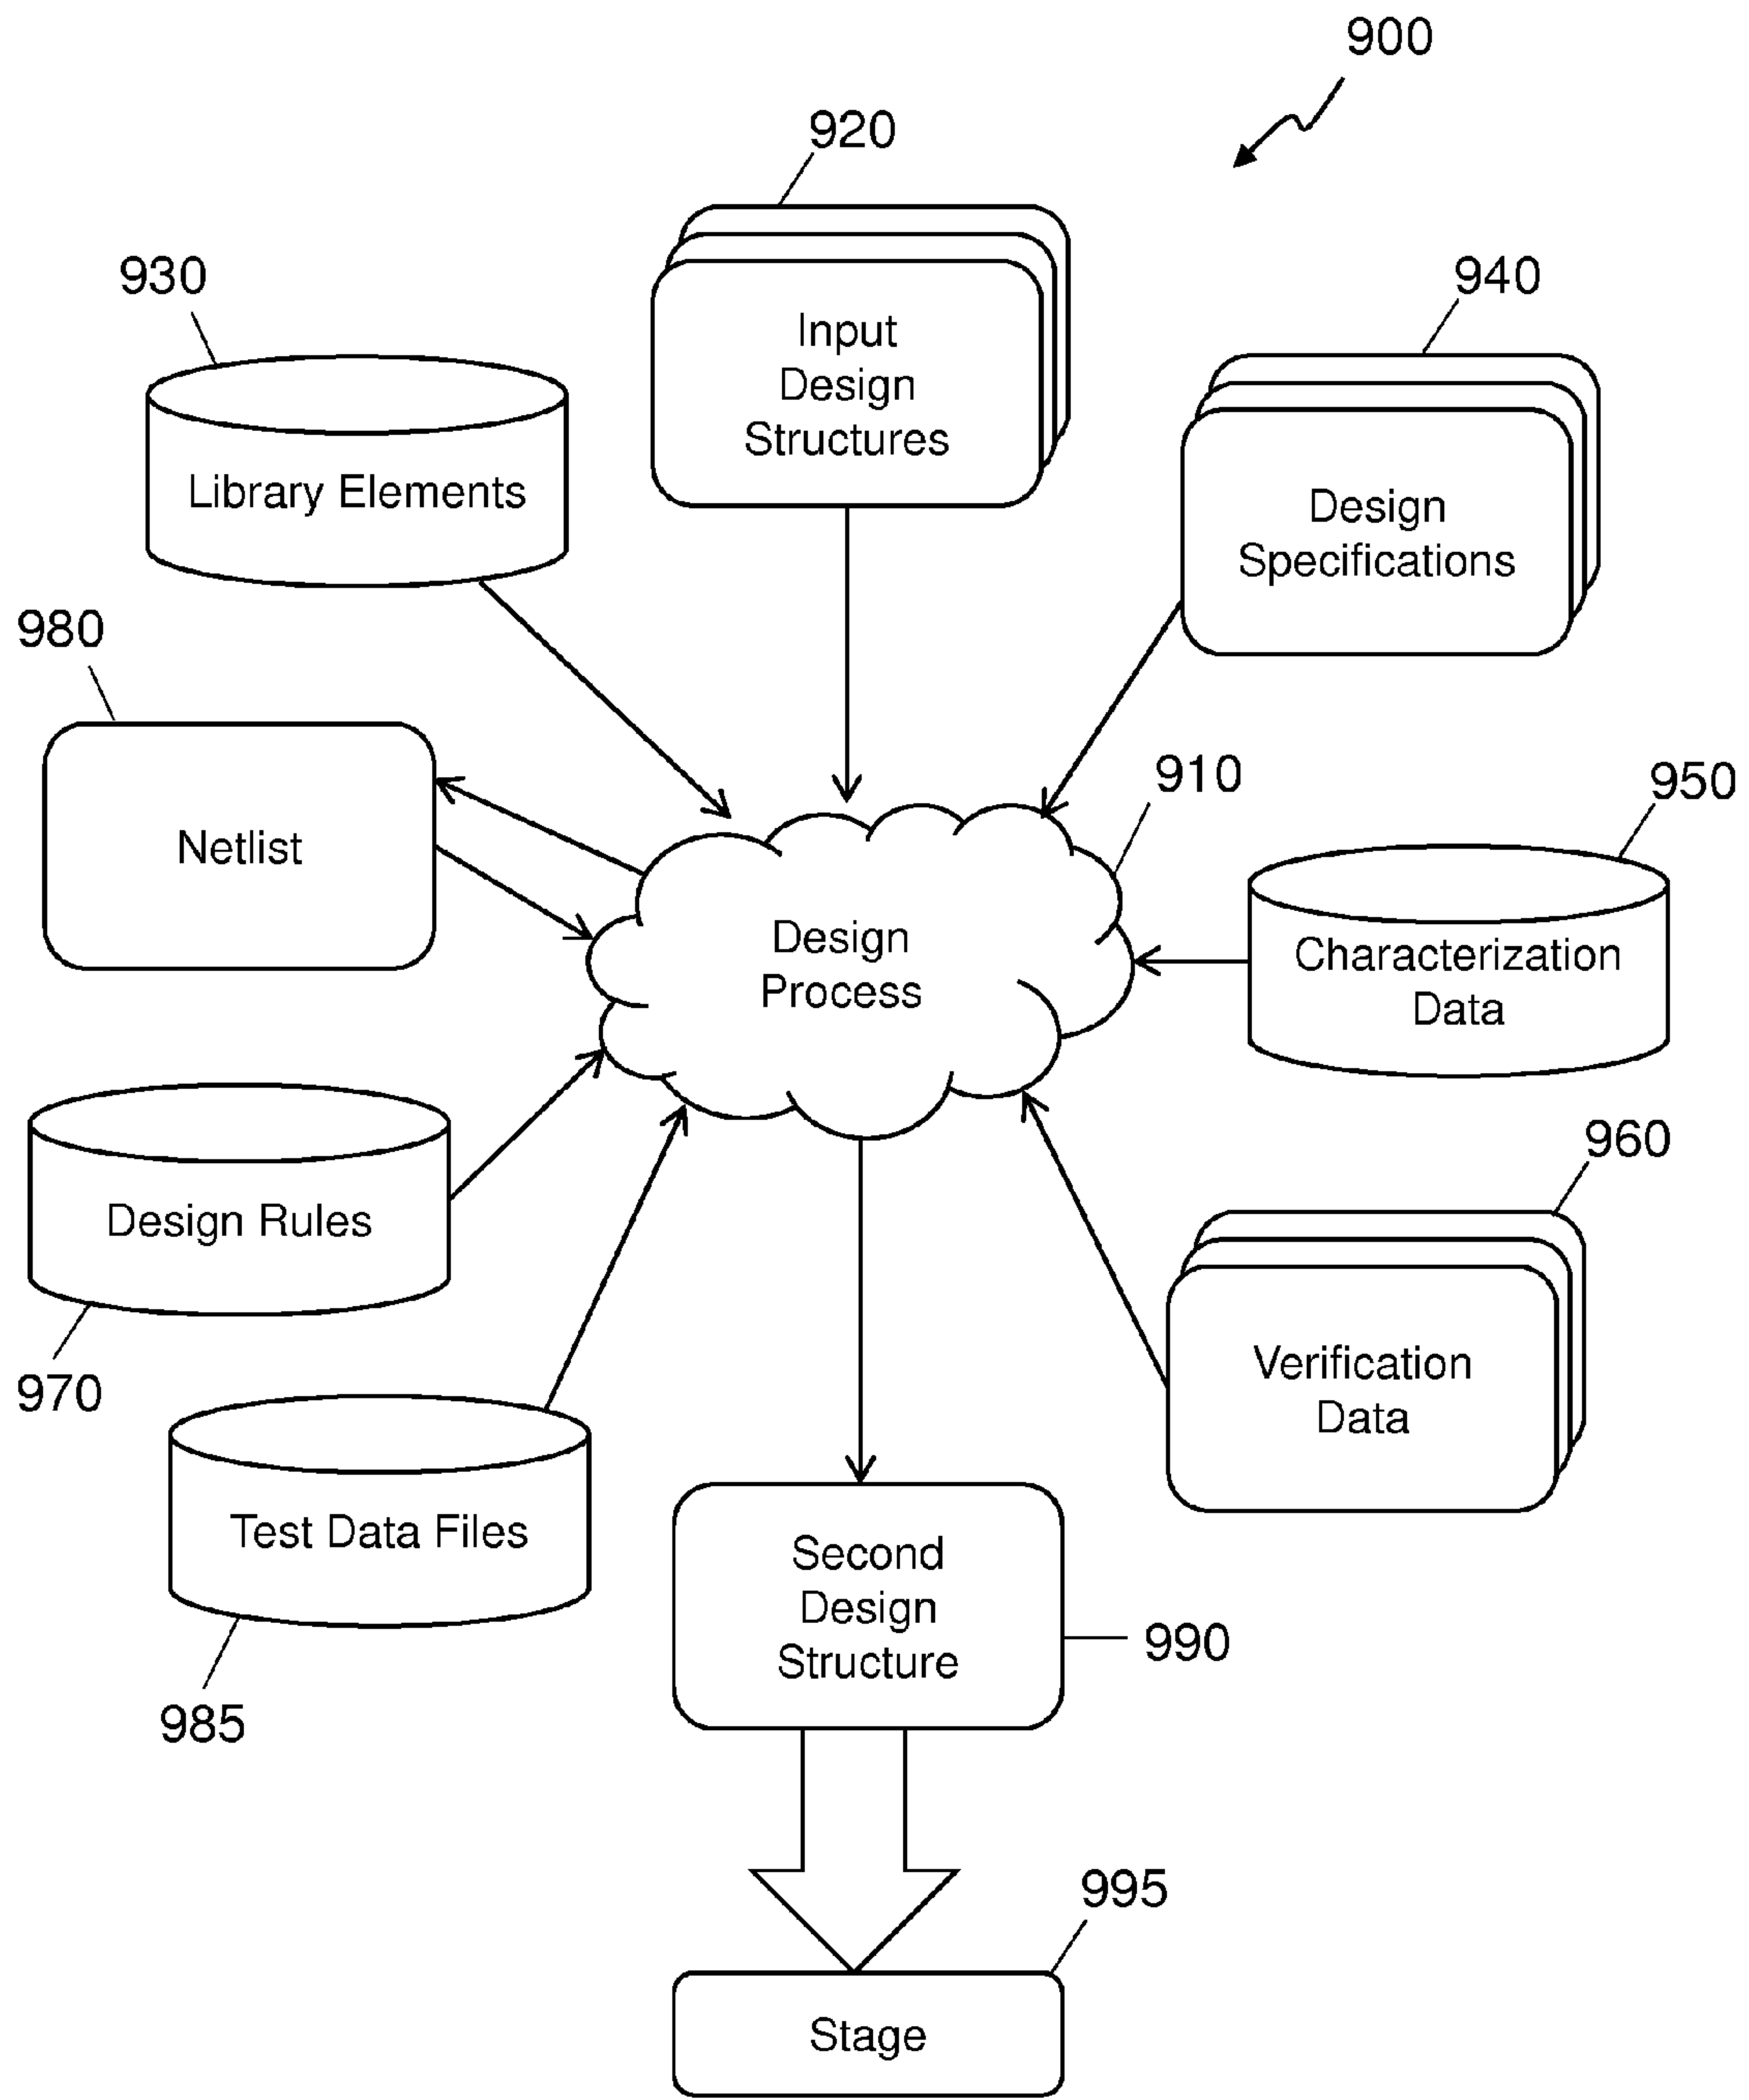 900
920
930
940
Input
Design
Structures
Library Elements
Design
Specifications
980
910
950
Netlist
Design
Process
Characterization
Data
960
Design Rules
970
Verification
Data
Test Data Files
985
Second
Design
Structure
990
995
Stage